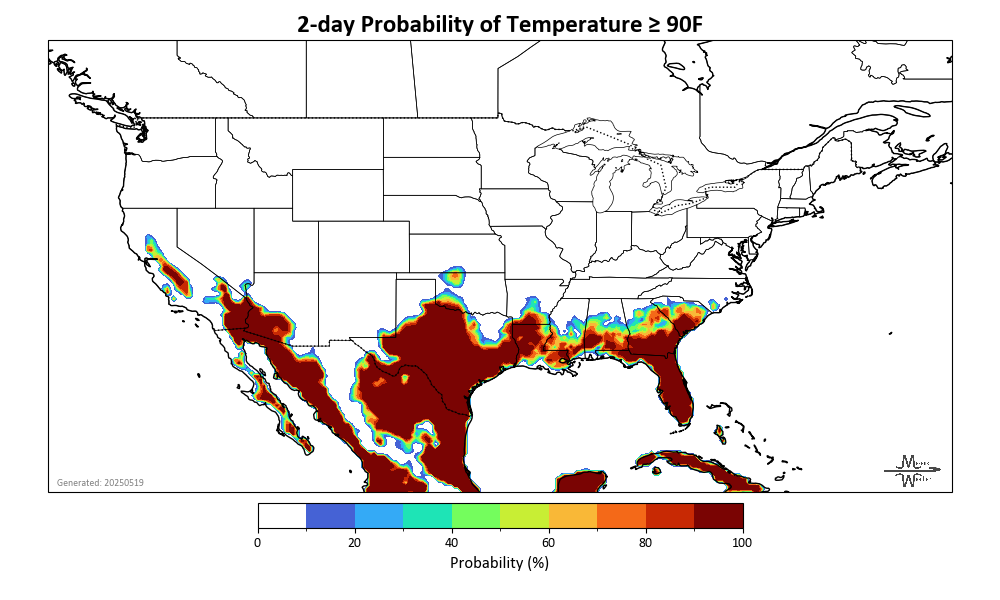 2-day Probability of Temperature ≥ 90F
Generated: 20250519
0 20 40 60 80 100
Probability (%)